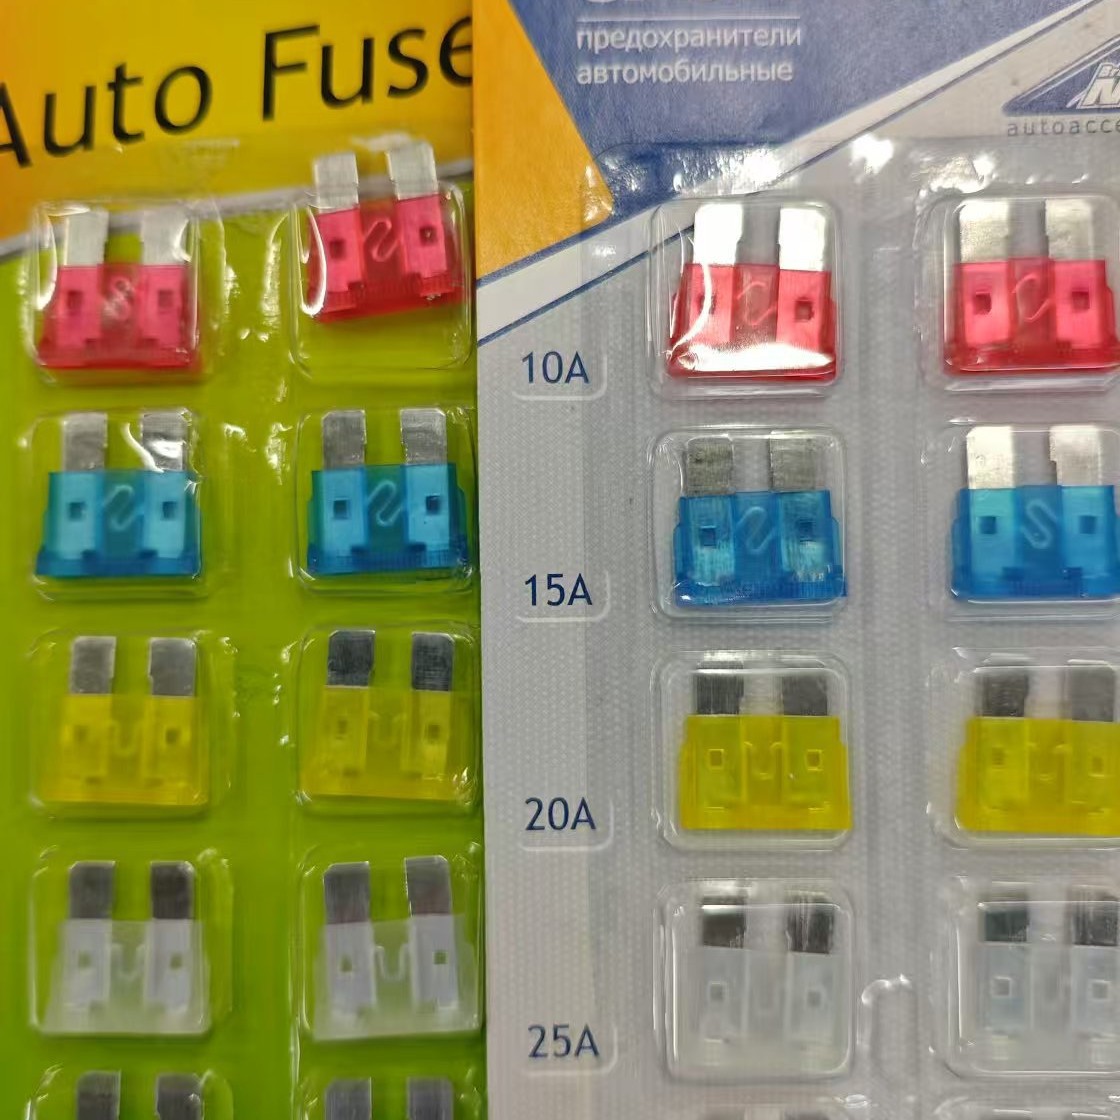 Auto Fuse
предохранители
автомобильные
autoacce
10A
15A
20A
25A